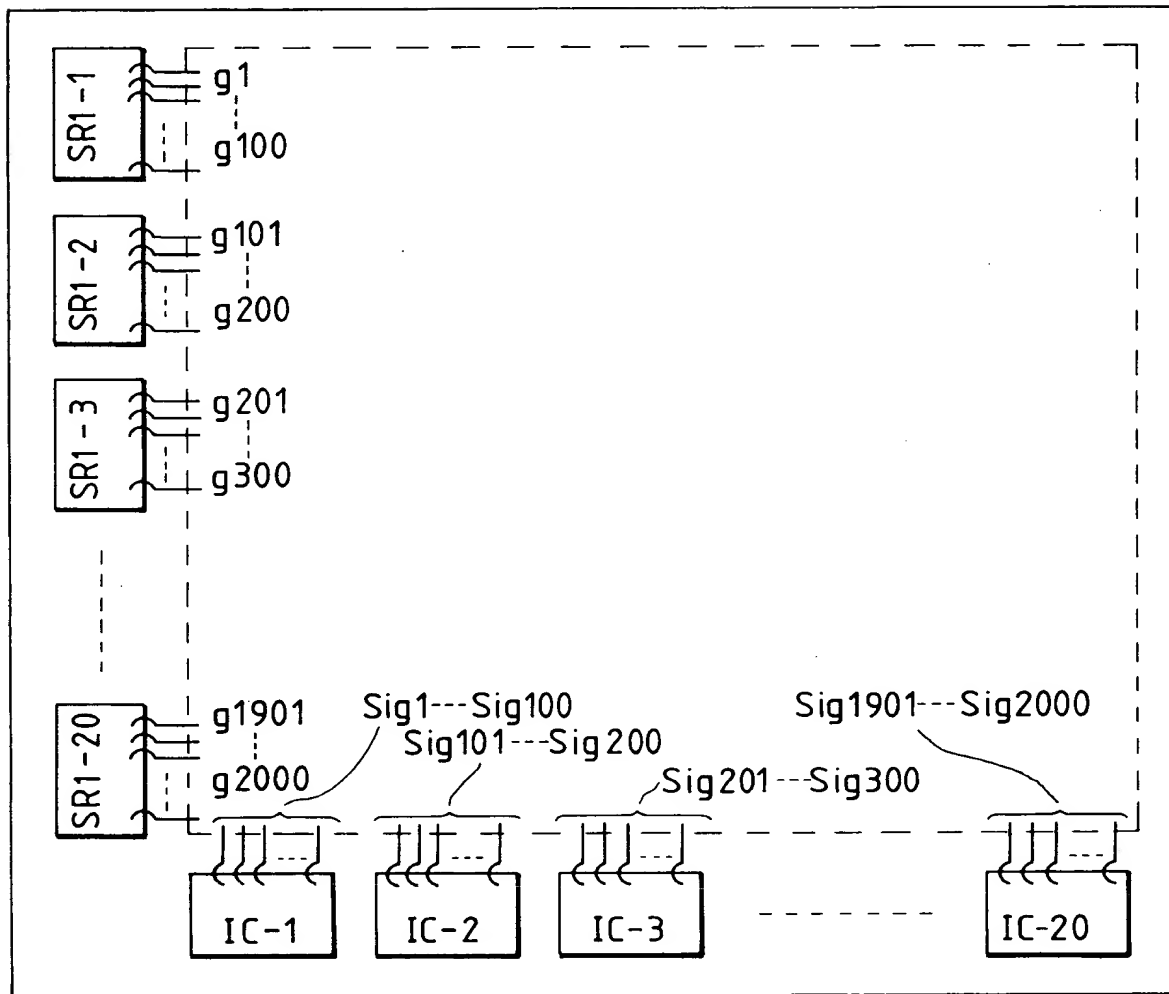 SR1-1
g1
g100
SR1-2
g101
g200
SR1-3
g201
g300
SR1-20
g1901
g2000
Sig1---Sig100
Sig101---Sig200
Sig201---Sig300
Sig1901---Sig2000
IC-1
IC-2
IC-3
IC-20